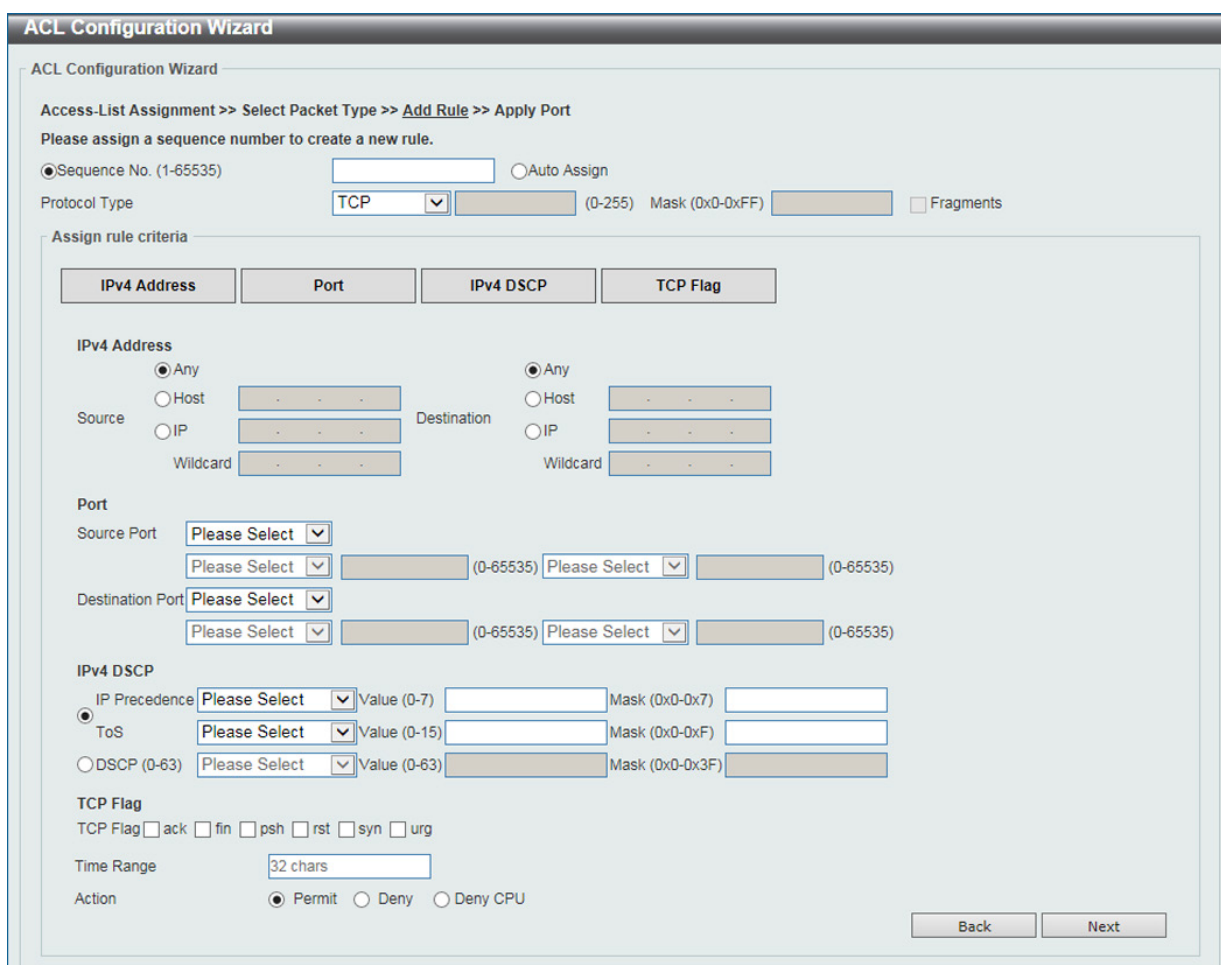 ACL Configuration Wizard
ACL Configuration Wizard
Access-List Assignment >> Select Packet Type >> Add Rule >> Apply Port
Please assign a sequence number to create a new rule.
Sequence No. (1-65535) Auto Assign
Protocol Type TCP (0-255) Mask (0x0-0xFF) Fragments
Assign rule criteria
IPv4 Address Port IPv4 DSCP TCP Flag
IPv4 Address
Any Any
Host . . . Host . . .
Source Destination
IP . . . IP . . .
Wildcard . . . Wildcard . . .
Port
Source Port Please Select
Please Select (0-65535) Please Select (0-65535)
Destination Port Please Select
Please Select (0-65535) Please Select (0-65535)
IPv4 DSCP
IP Precedence Please Select Value (0-7) Mask (0x0-0x7)
ToS Please Select Value (0-15) Mask (0x0-0xF)
DSCP (0-63) Please Select Value (0-63) Mask (0x0-0x3F)
TCP Flag
TCP Flag ack fin psh rst syn urg
Time Range 32 chars
Action Permit Deny Deny CPU
Back Next